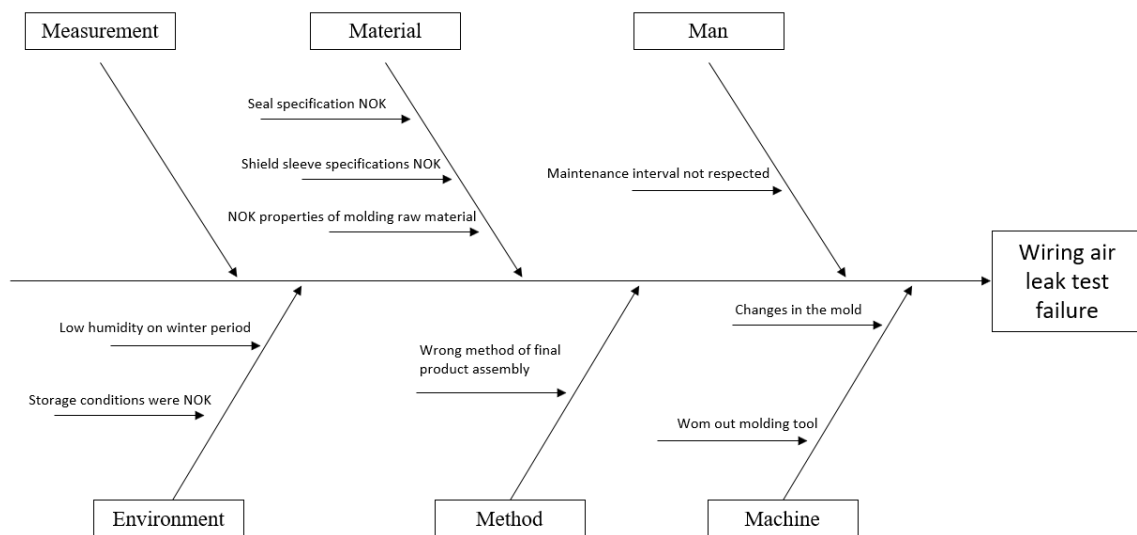 Measurement
Material
Man
Seal specification NOK
Shield sleeve specifications NOK
Maintenance interval not respected
NOK properties of molding raw material
Wiring air
leak test
failure
Low humidity on winter period
Changes in the mold
Wrong method of final
product assembly
Storage conditions were NOK
Wom out molding tool
Environment
Method
Machine